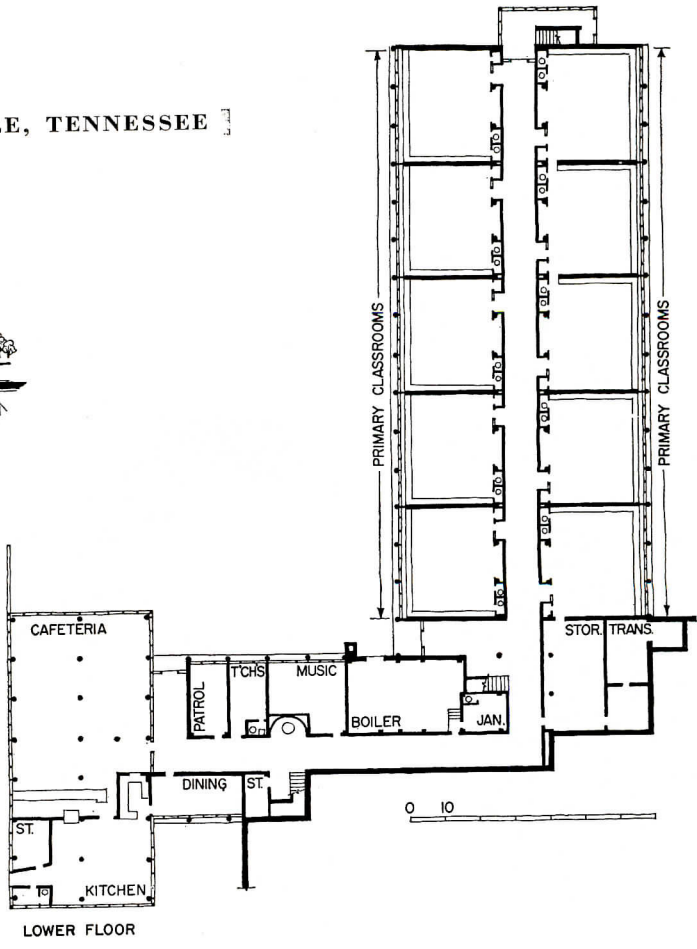 TENNESSEE
PRIMARY CLASSROOMS
PRIMARY CLASSROOMS
CAFETERIA
PATROL
T'CHS
MUSIC
BOILER
JAN.
STOR.
TRANS.
DINING
ST.
ST.
KITCHEN
0 10
LOWER FLOOR